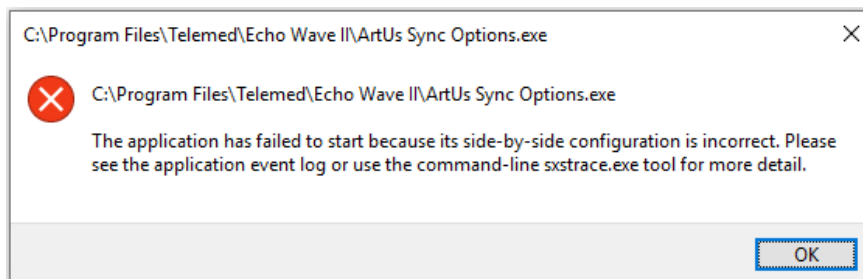 C:\Program Files\Telemed\Echo Wave II\ArtUs Sync Options.exe
C:\Program Files\Telemed\Echo Wave II\ArtUs Sync Options.exe
The application has failed to start because its side-by-side configuration is incorrect. Please
see the application event log or use the command-line sxstrace.exe tool for more detail.
OK